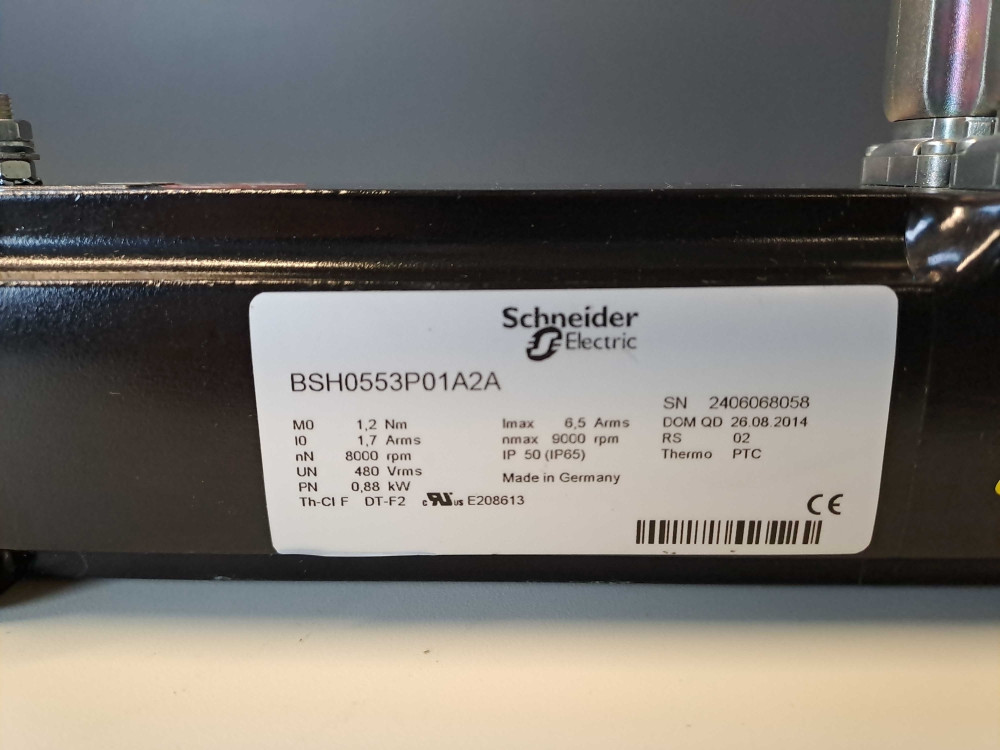 Schneider
Electric
BSH0553P01A2A
M0 1,2 Nm
I0 1,7 Arms
nN 8000 rpm
UN 480 Vrms
PN 0,88 kW
Th-Cl F DT-F2 c RU us E208613
Imax 6,5 Arms
nmax 9000 rpm
IP 50 (IP65)
Made in Germany
SN 2406068058
DOM QD 26.08.2014
RS 02
Thermo PTC
CE